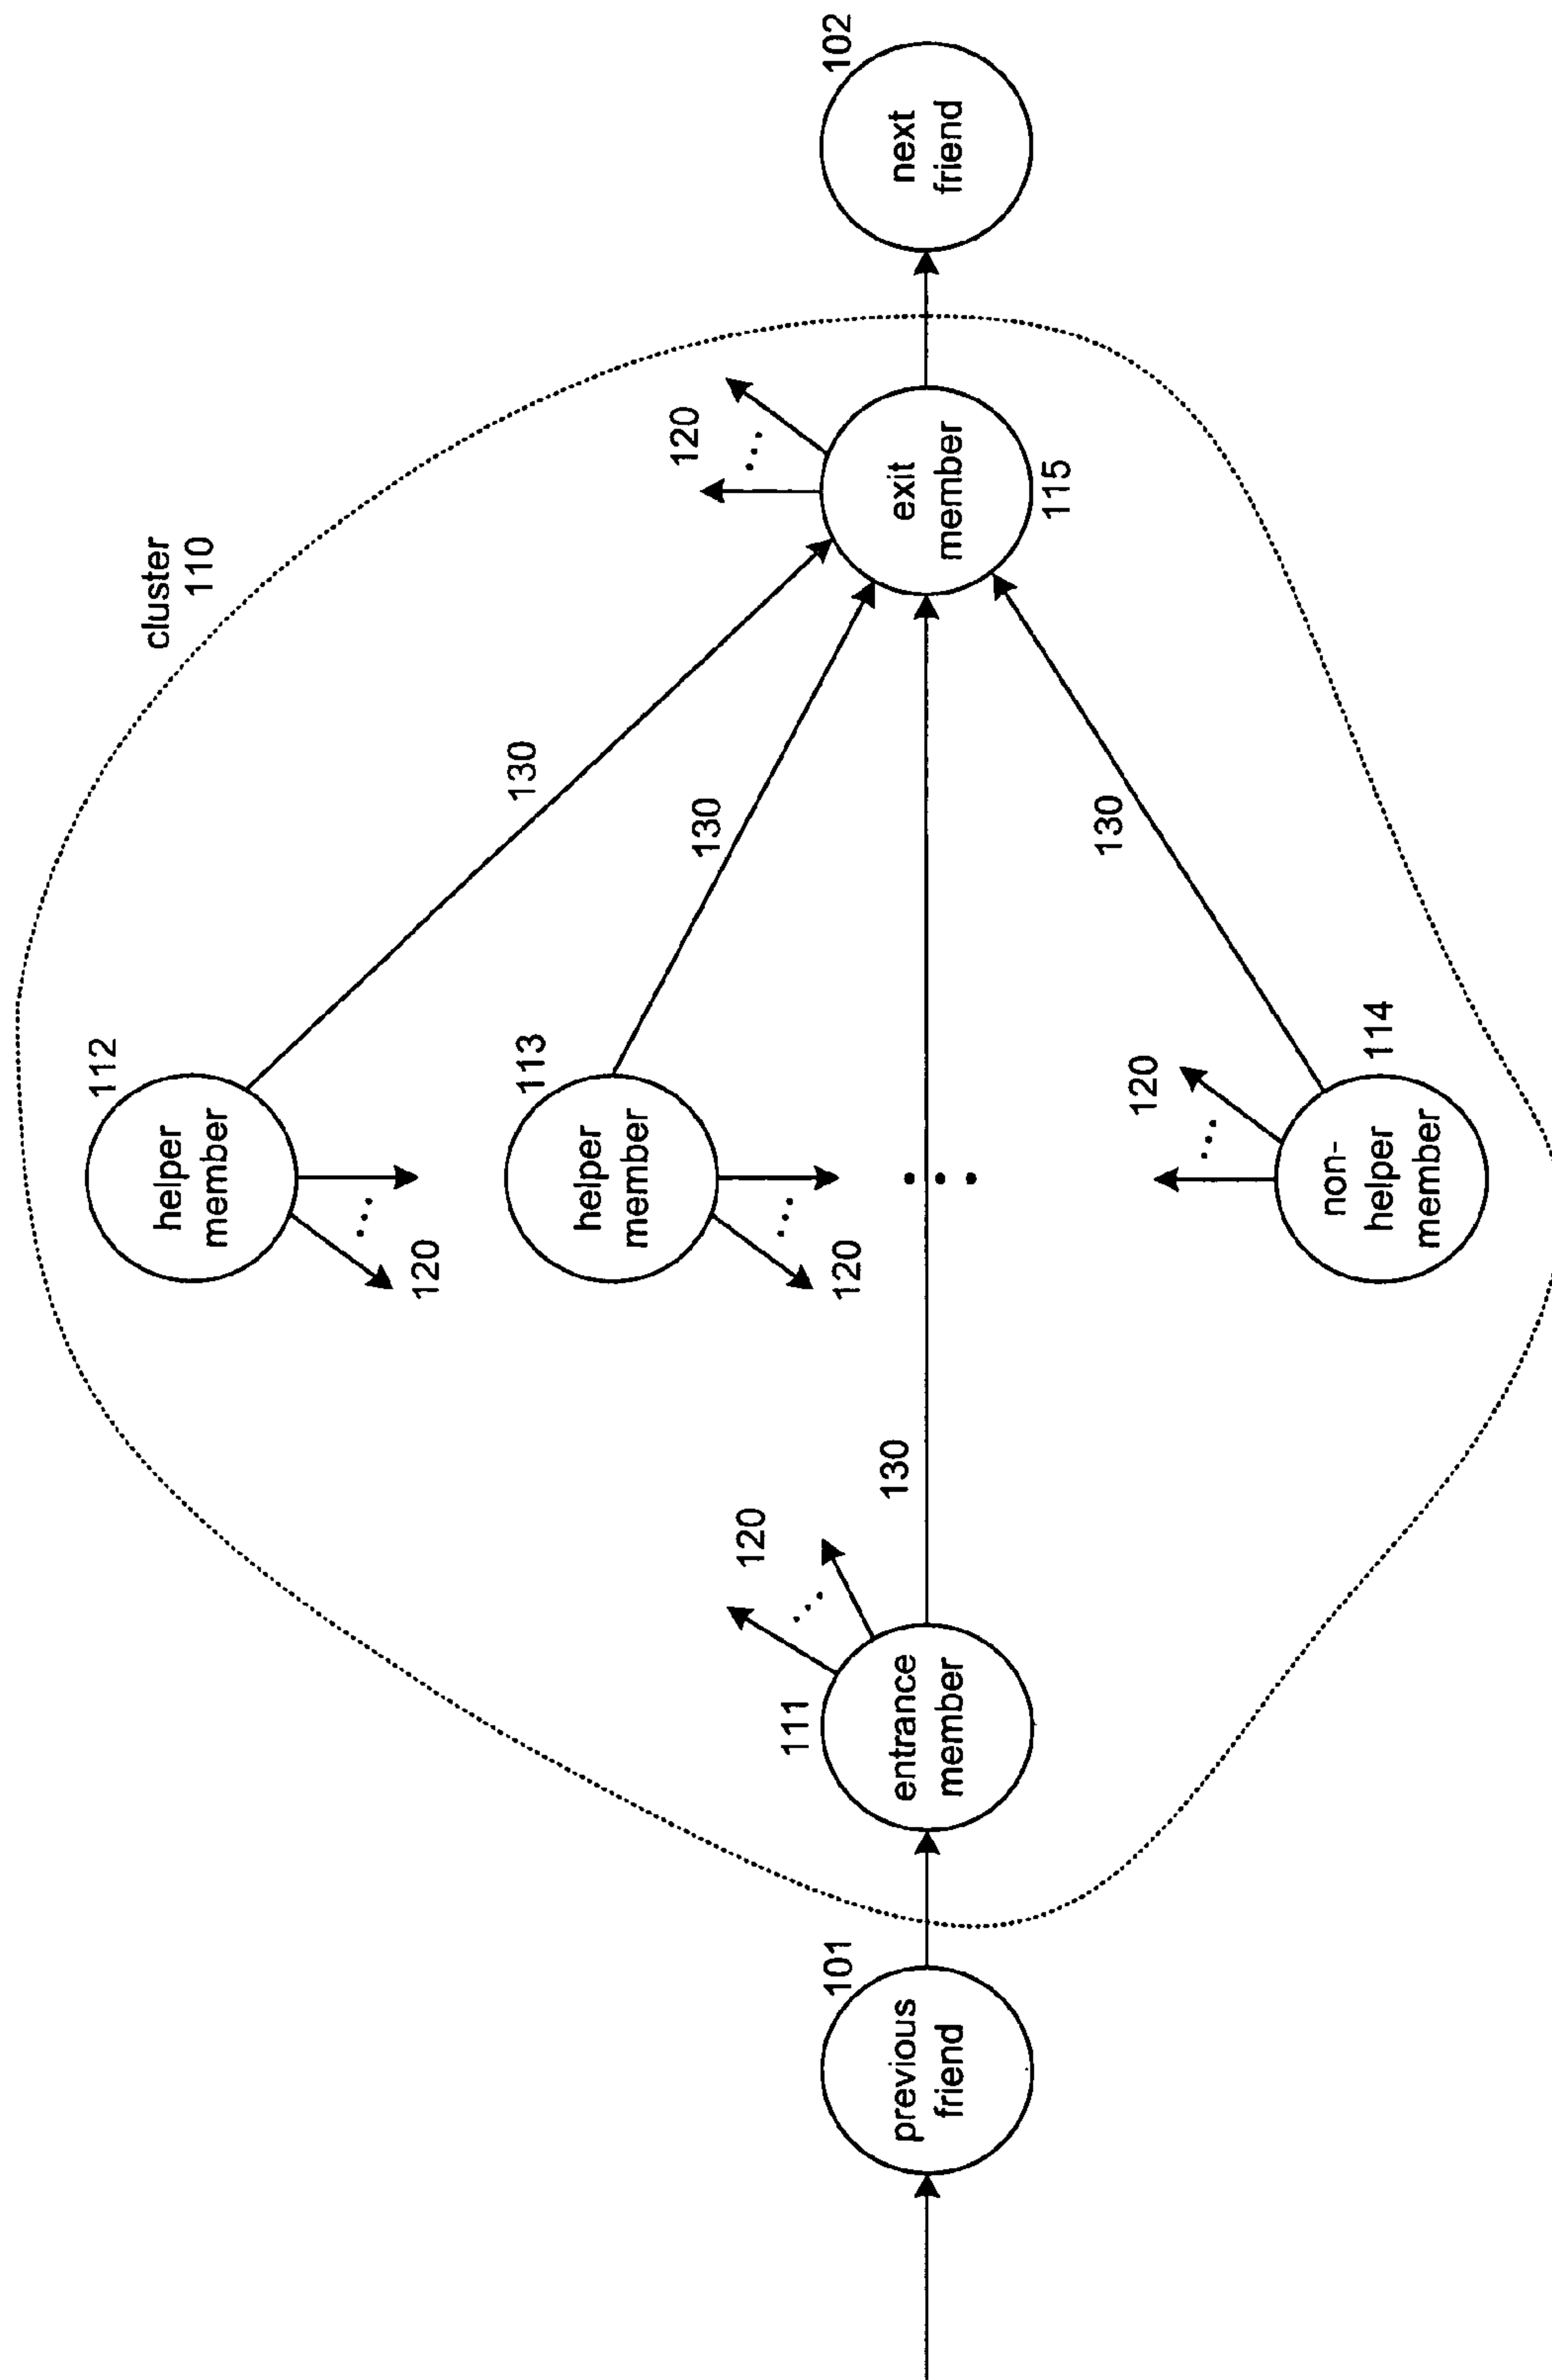 cluster
110
112
helper
member
120
130
113
helper
member
120
130
120
exit
member
115
102
next
friend
101
previous
friend
111
entrance
member
120
130
120
130
non-
helper
member
114